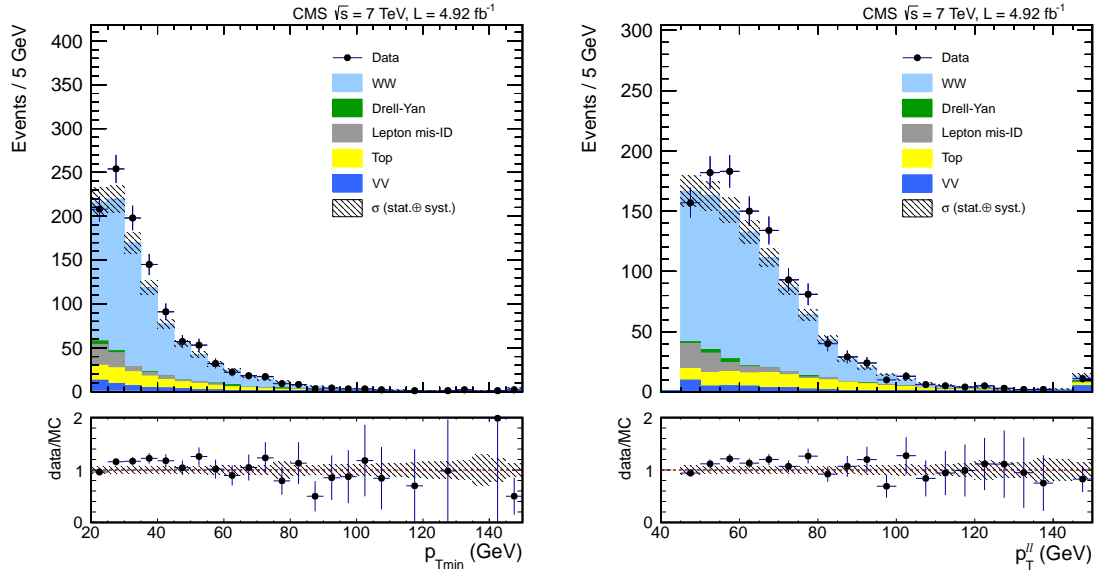 CMS √s = 7 TeV, L = 4.92 fb⁻¹
Events / 5 GeV
400
350
300
250
200
150
100
50
0
Data
WW
Drell-Yan
Lepton mis-ID
Top
VV
σ (stat.⊕ syst.)
data/MC
2
1
0
20 40 60 80 100 120 140
p_Tmin (GeV)
CMS √s = 7 TeV, L = 4.92 fb⁻¹
Events / 5 GeV
300
250
200
150
100
50
0
Data
WW
Drell-Yan
Lepton mis-ID
Top
VV
σ (stat.⊕ syst.)
data/MC
2
1
0
40 60 80 100 120 140
p_T^ll (GeV)